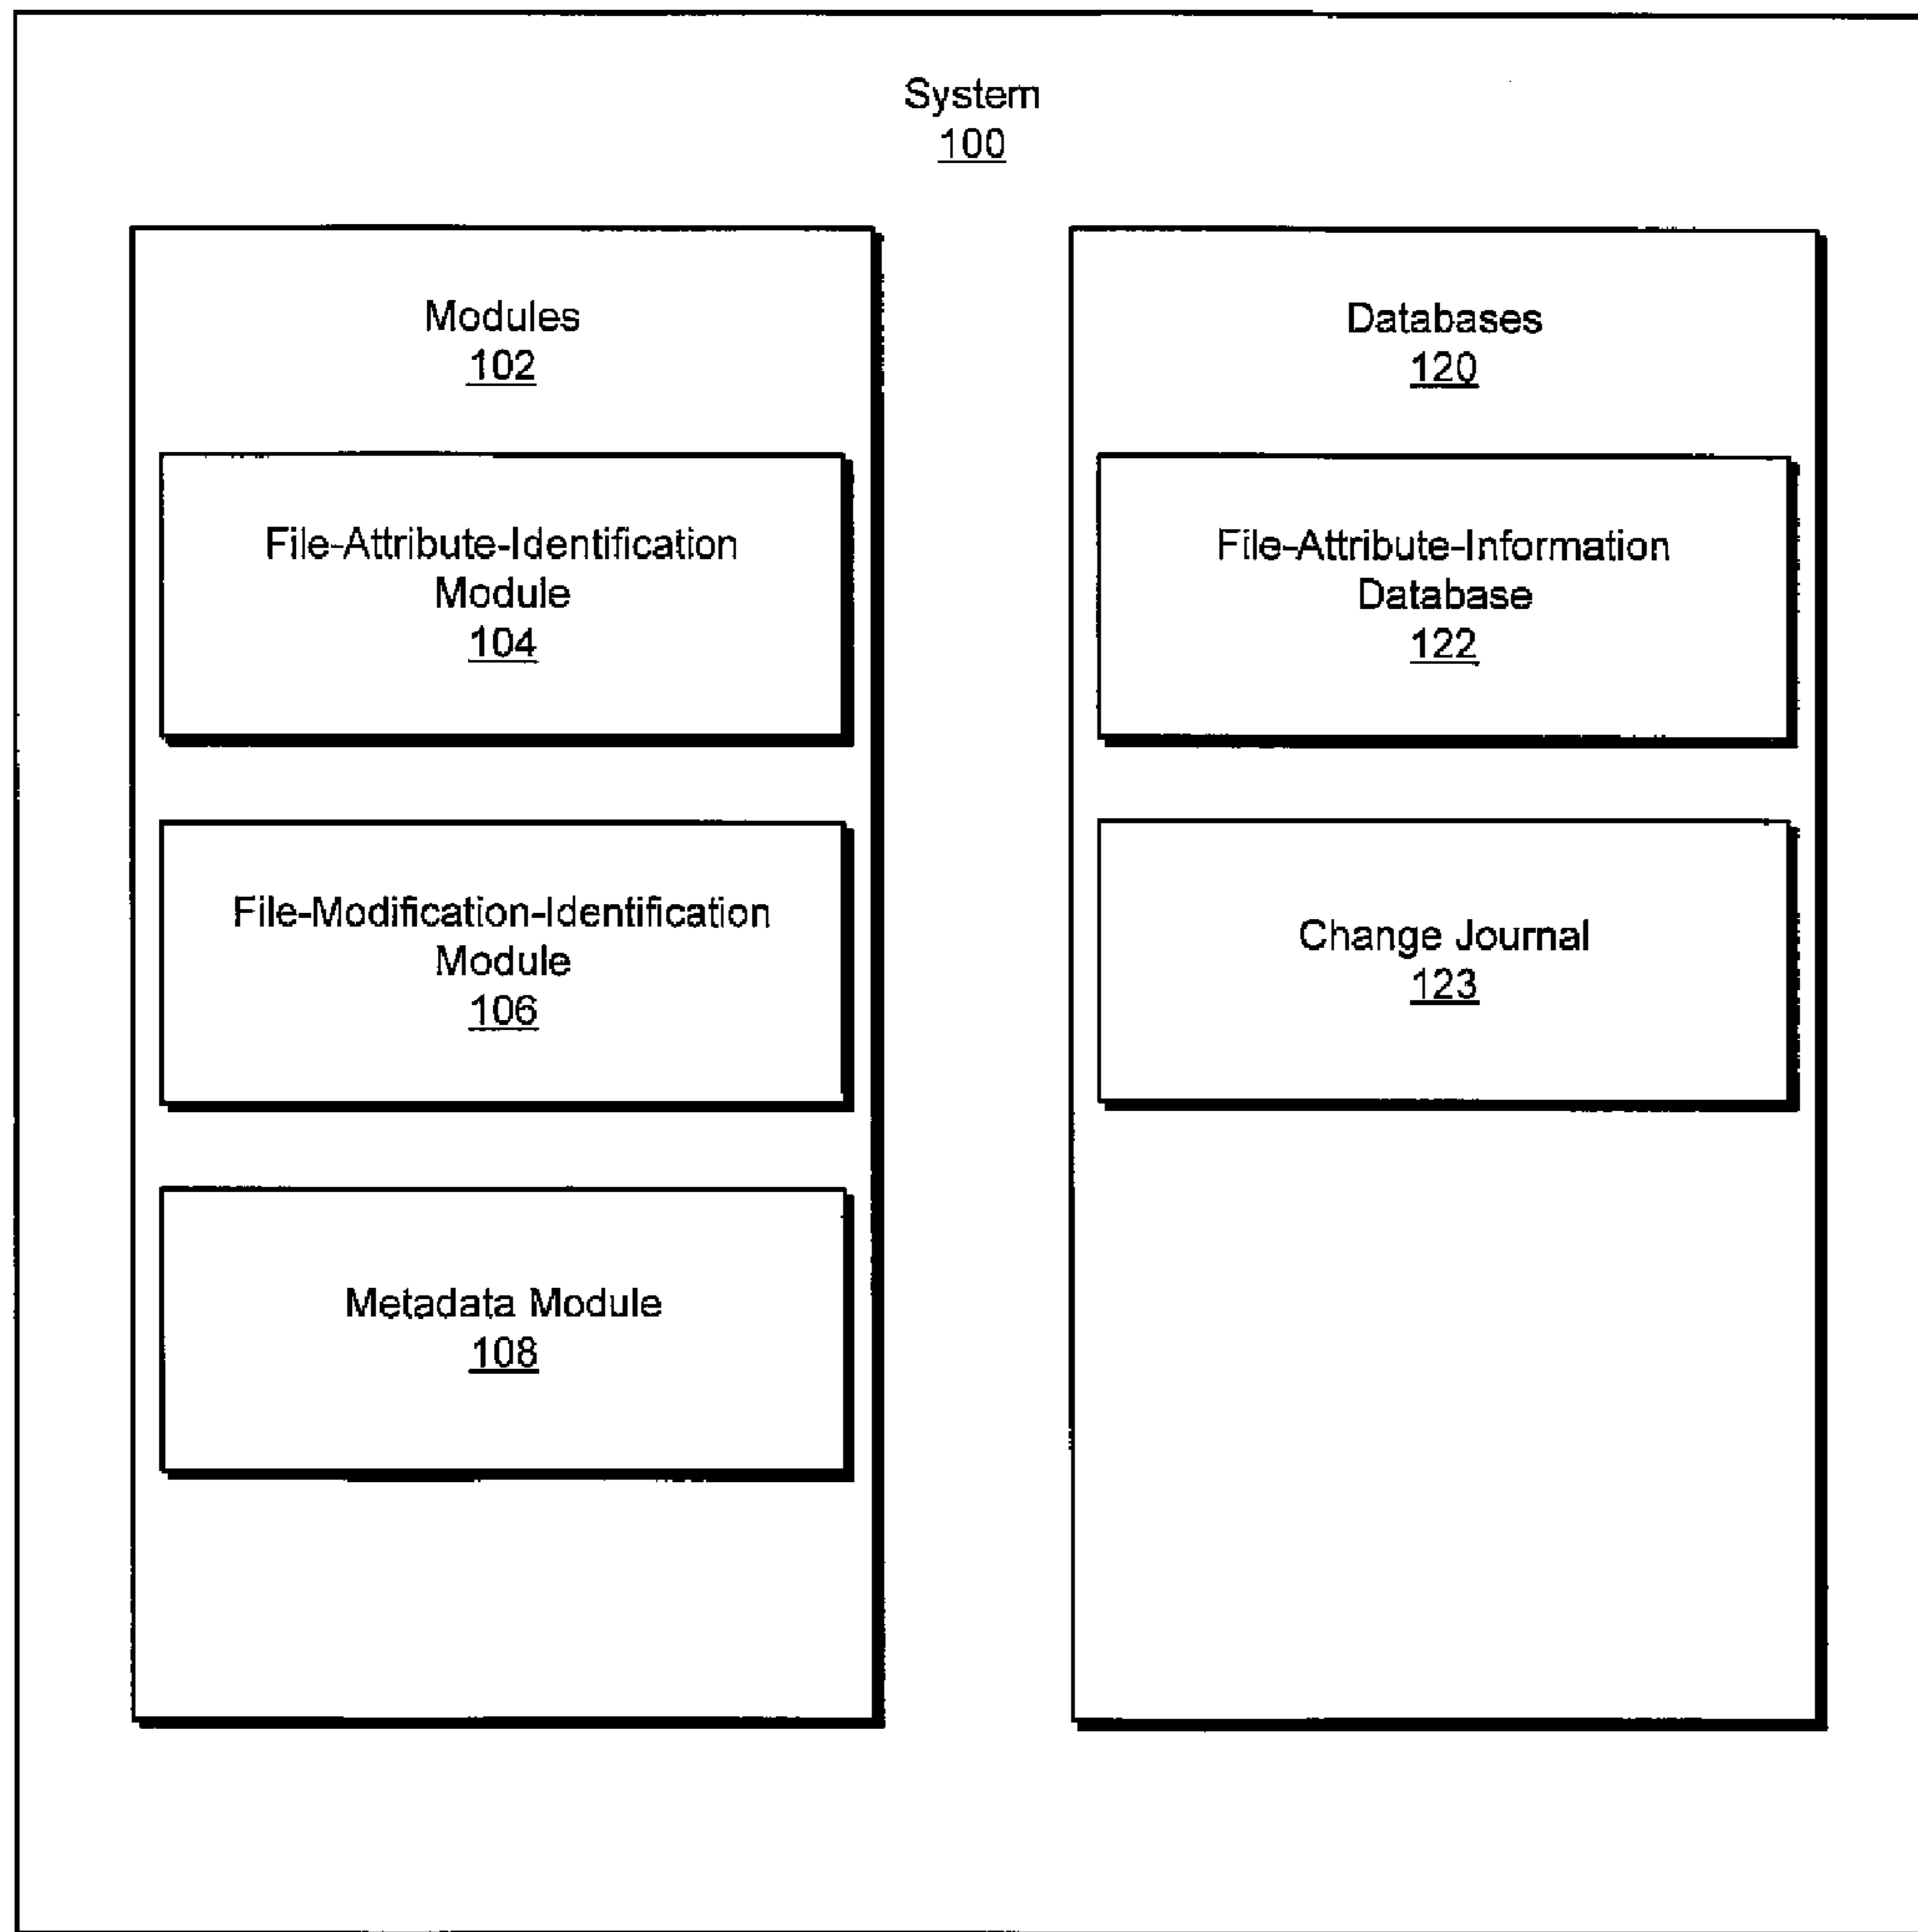 System
100
Modules
102
File-Attribute-Identification
Module
104
File-Modification-Identification
Module
106
Metadata Module
108
Databases
120
File-Attribute-Information
Database
122
Change Journal
123